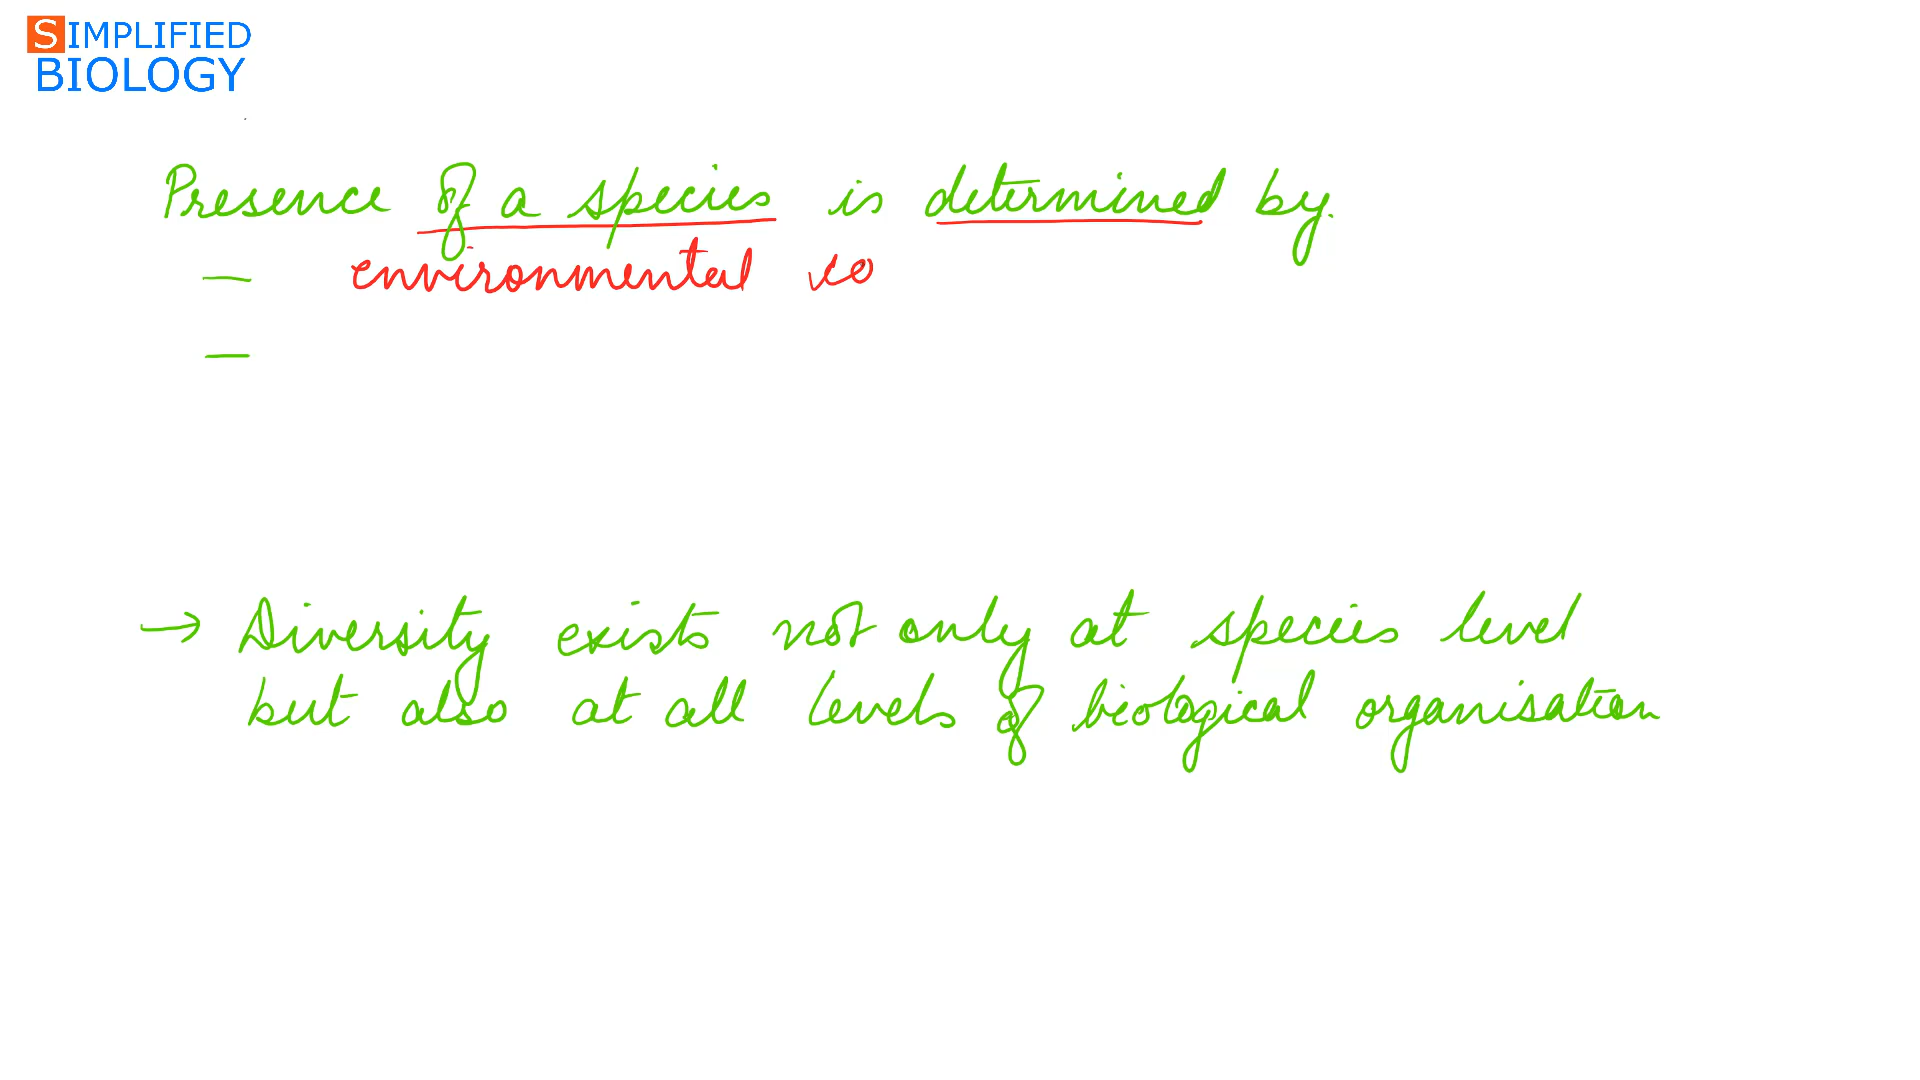 SIMPLIFIED
BIOLOGY
Presence of a species is determined by.
— environmental co
—
→ Diversity exists not only at species level
but also at all levels of biological organisation